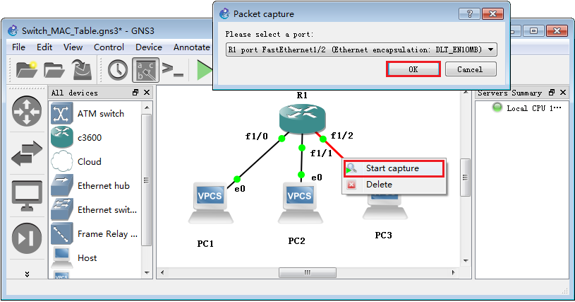 Switch_MAC_Table.gns3* - GNS3
File Edit View Control Device Annotate
Packet capture
Please select a port:
R1 port FastEthernet1/2 (Ethernet encapsulation: DLT_EN10MB)
OK
Cancel
All devices
ATM switch
c3600
Cloud
Ethernet hub
Ethernet swit...
Frame Relay ...
Host
R1
f1/0
f1/2
f1/1
e0
e0
VPCS
VPCS
PC1
PC2
PC3
Start capture
Delete
Servers Summary
Local CPU 1...